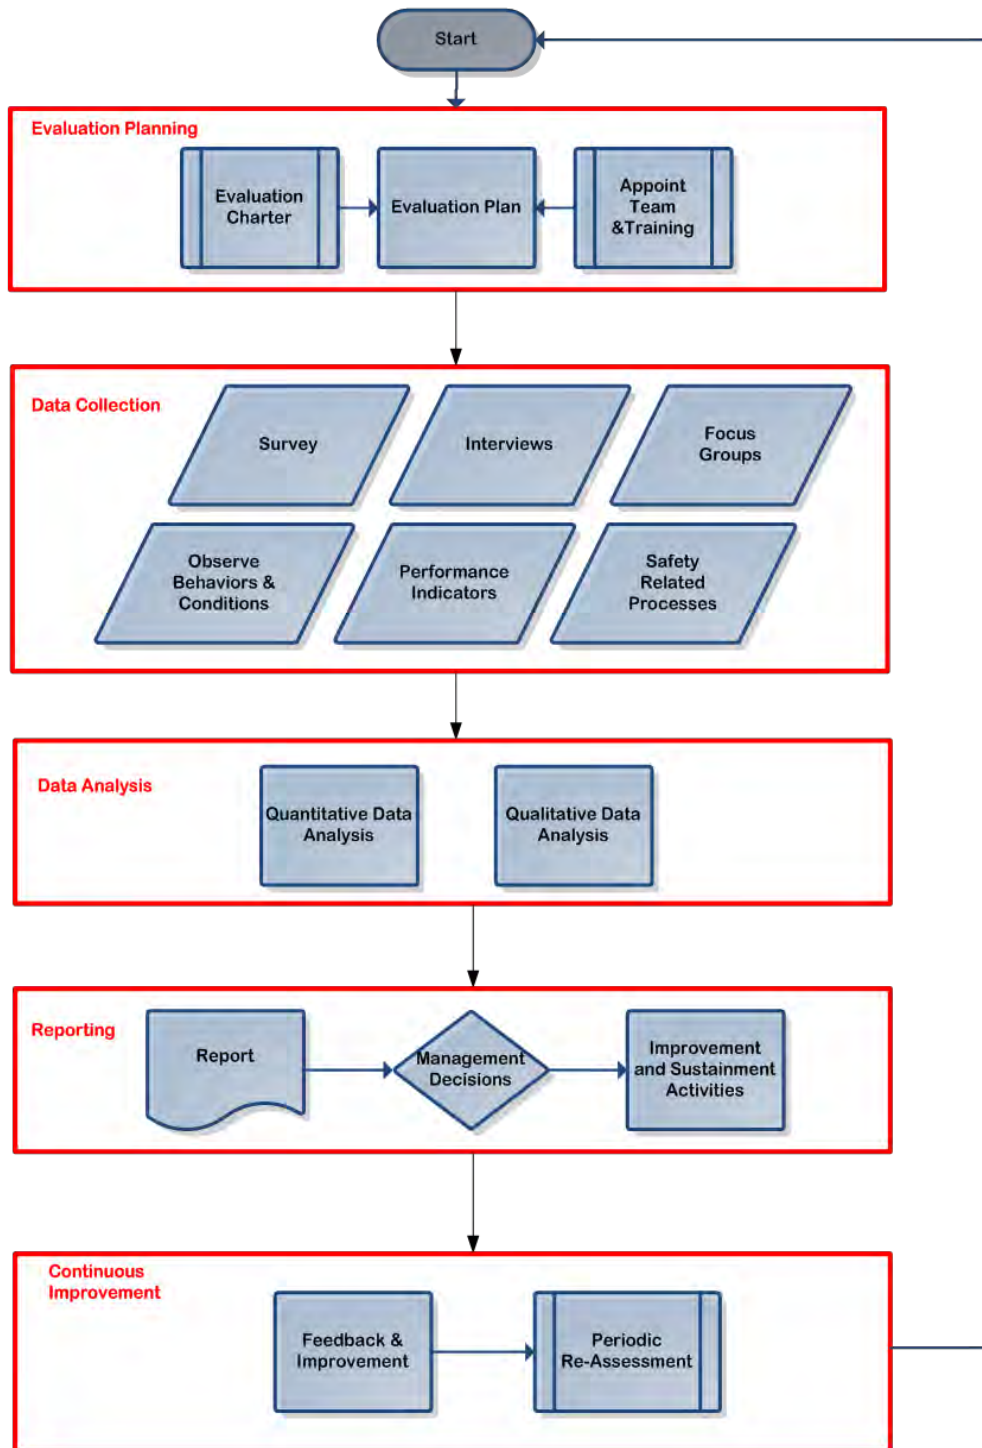 Start
Evaluation Planning
Evaluation
Charter
Evaluation Plan
Appoint
Team
&Training
Data Collection
Survey
Interviews
Focus
Groups
Observe
Behaviors &
Conditions
Performance
Indicators
Safety
Related
Processes
Data Analysis
Quantitative Data
Analysis
Qualitative Data
Analysis
Reporting
Report
Management
Decisions
Improvement
and Sustainment
Activities
Continuous
Improvement
Feedback &
Improvement
Periodic
Re-Assessment